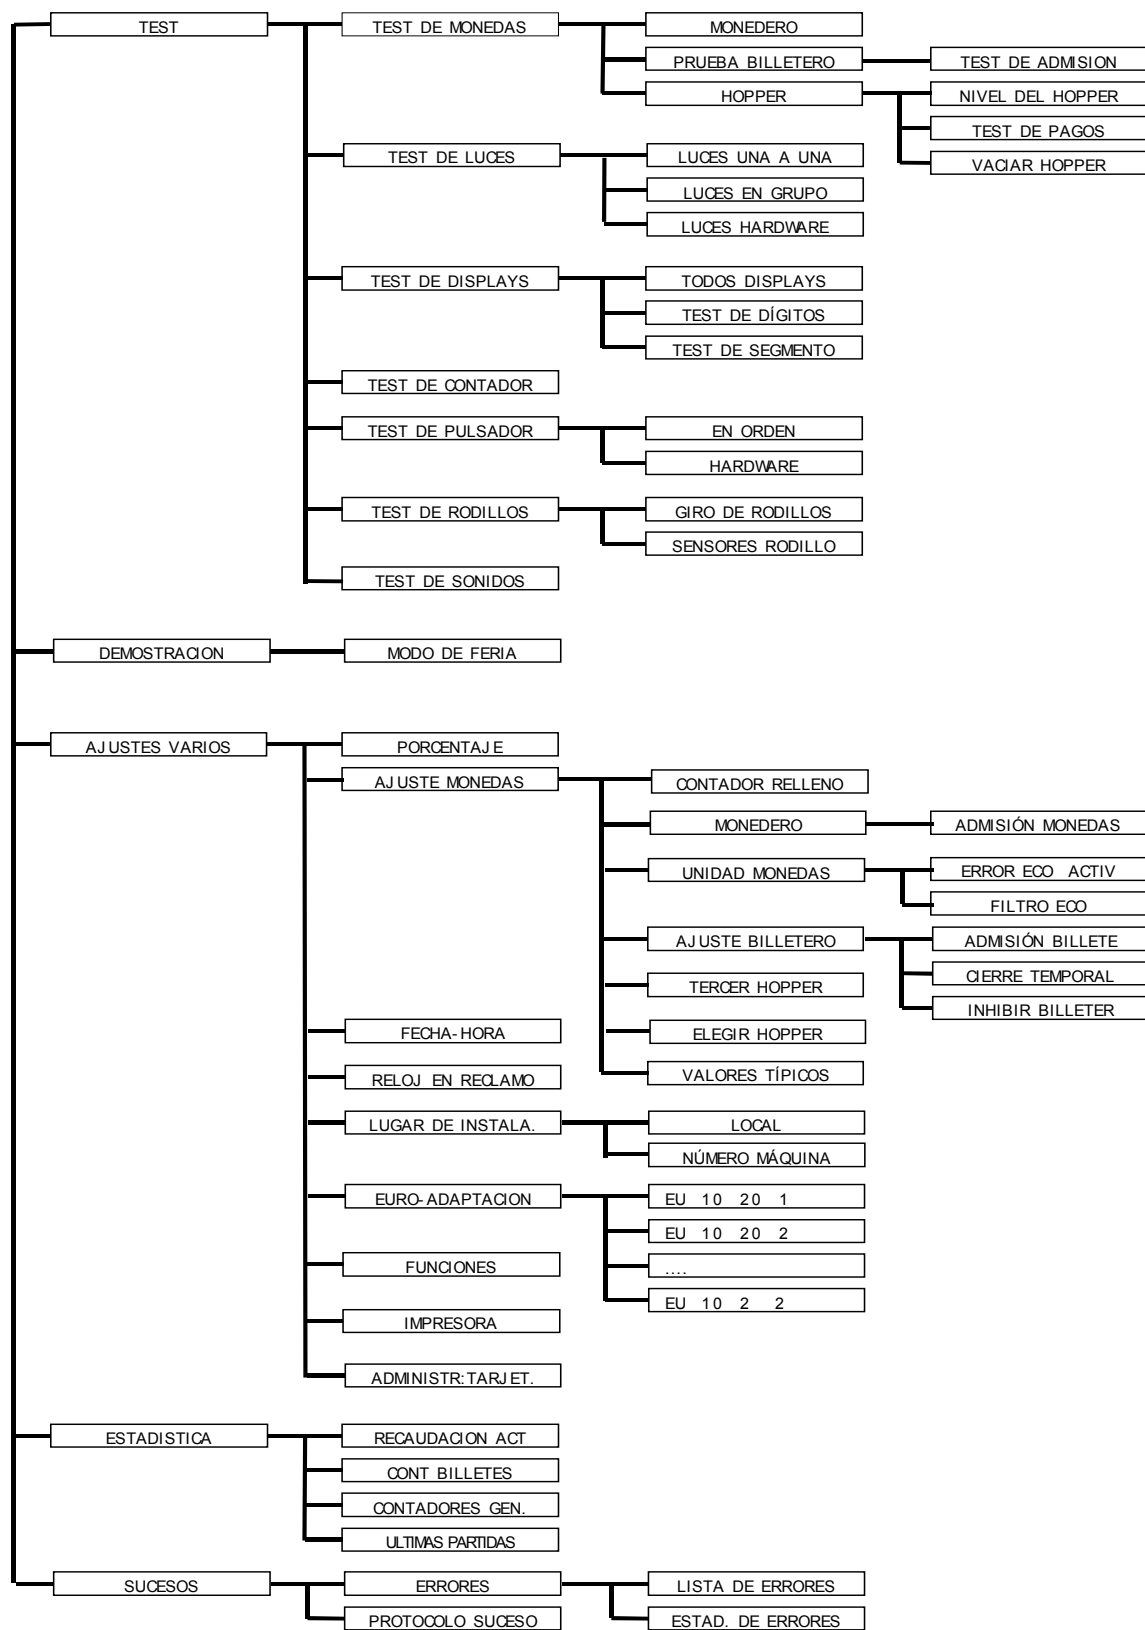 TEST
TEST DE MONEDAS
MONEDERO
PRUEBA BILLETERO
TEST DE ADMISION
HOPPER
NIVEL DEL HOPPER
TEST DE PAGOS
VACIAR HOPPER
TEST DE LUCES
LUCES UNA A UNA
LUCES EN GRUPO
LUCES HARDWARE
TEST DE DISPLAYS
TODOS DISPLAYS
TEST DE DÍGITOS
TEST DE SEGMENTO
TEST DE CONTADOR
TEST DE PULSADOR
EN ORDEN
HARDWARE
TEST DE RODILLOS
GIRO DE RODILLOS
SENSORES RODILLO
TEST DE SONIDOS
DEMOSTRACION
MODO DE FERIA
AJUSTES VARIOS
PORCENTAJE
AJUSTE MONEDAS
CONTADOR RELLENO
MONEDERO
ADMISIÓN MONEDAS
UNIDAD MONEDAS
ERROR ECO ACTIV
FILTRO ECO
AJUSTE BILLETERO
ADMISIÓN BILLETE
CIERRE TEMPORAL
INHIBIR BILLETER
TERCER HOPPER
ELEGIR HOPPER
VALORES TÍPICOS
FECHA-HORA
RELOJ EN RECLAMO
LUGAR DE INSTALA.
LOCAL
NÚMERO MÁQUINA
EURO-ADAPTACION
EU 10 20 1
EU 10 20 2
....
EU 10 2 2
FUNCIONES
IMPRESORA
ADMINISTR:TARJET.
ESTADISTICA
RECAUDACION ACT
CONT BILLETES
CONTADORES GEN.
ULTIMAS PARTIDAS
SUCESOS
ERRORES
LISTA DE ERRORES
ESTAD. DE ERRORES
PROTOCOLO SUCESO